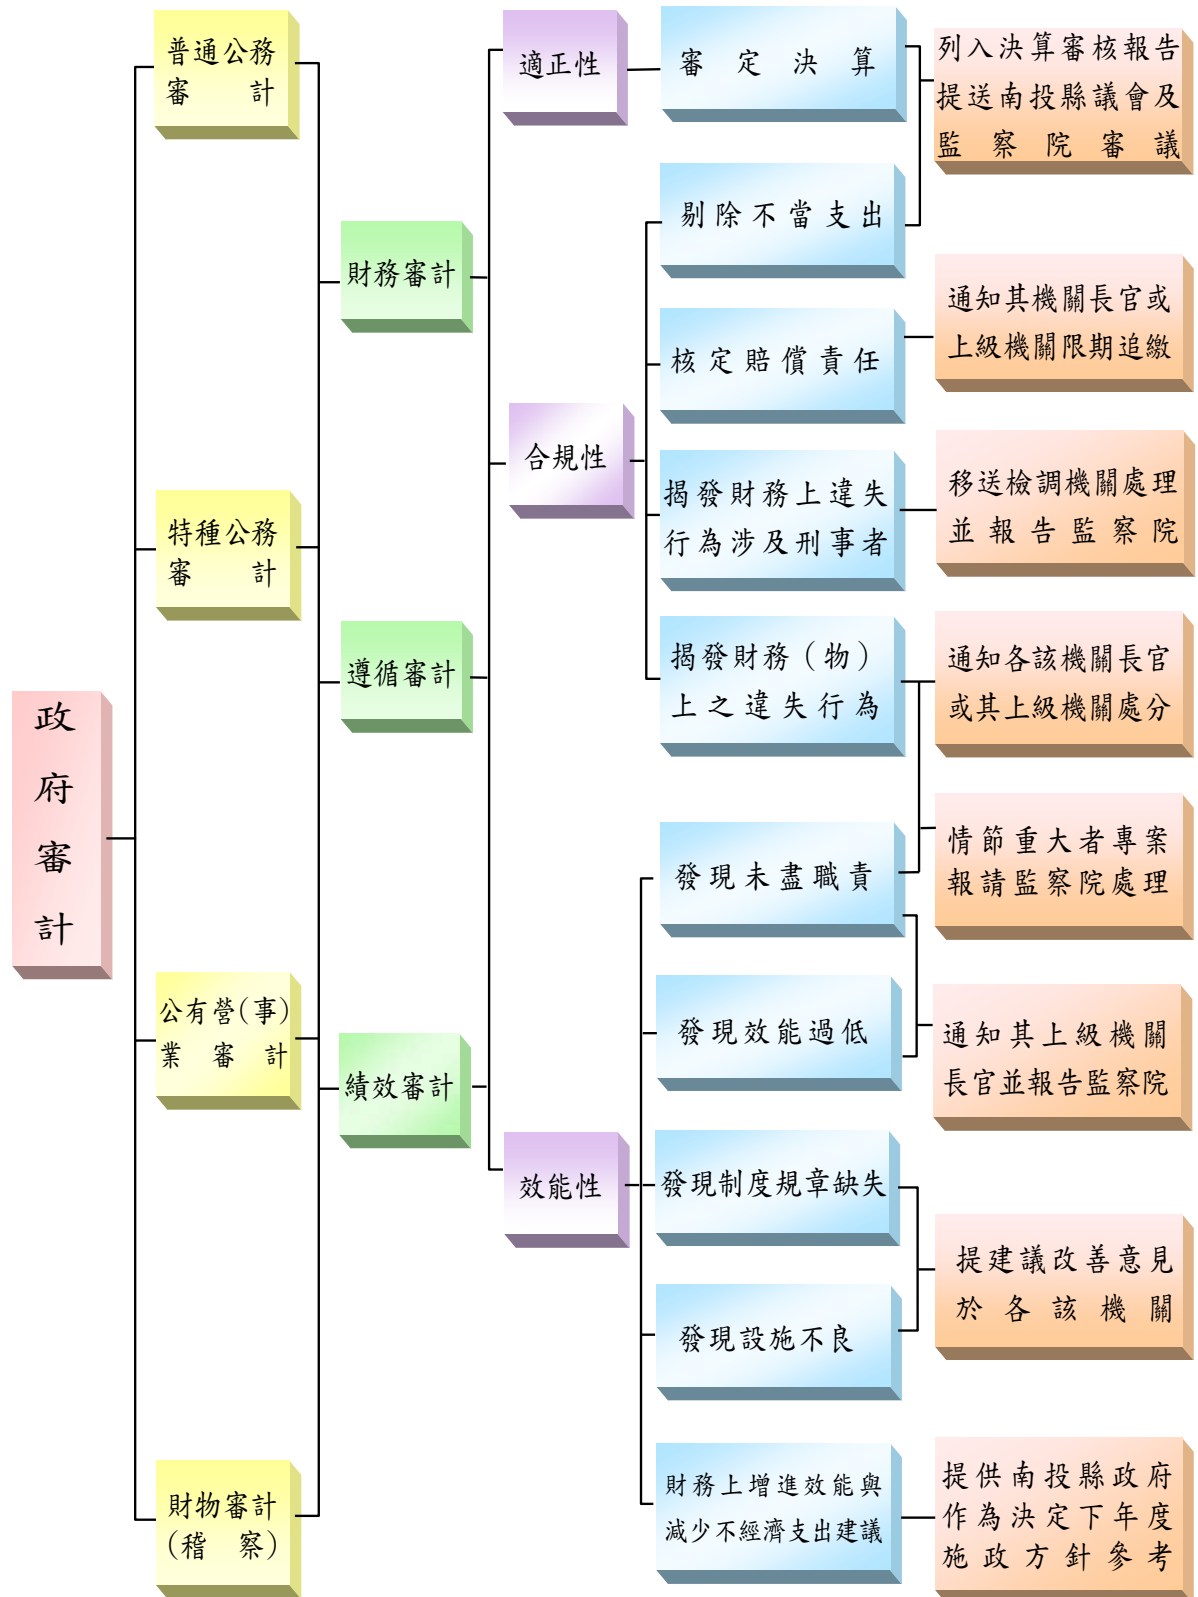 政
府
審
計
普通公務
審計
特種公務
審計
公有營(事)
業審計
財物審計
(稽察)
財務審計
遵循審計
績效審計
適正性
合規性
效能性
審定決算
剔除不當支出
核定賠償責任
揭發財務上違失
行為涉及刑事者
揭發財務(物)
上之違失行為
發現未盡職責
發現效能過低
發現制度規章缺失
發現設施不良
財務上增進效能與
減少不經濟支出建議
列入決算審核報告
提送南投縣議會及
監察院審議
通知其機關長官或
上級機關限期追繳
移送檢調機關處理
並報告監察院
通知各該機關長官
或其上級機關處分
情節重大者專案
報請監察院處理
通知其上級機關
長官並報告監察院
提建議改善意見
於各該機關
提供南投縣政府
作為決定下年度
施政方針參考